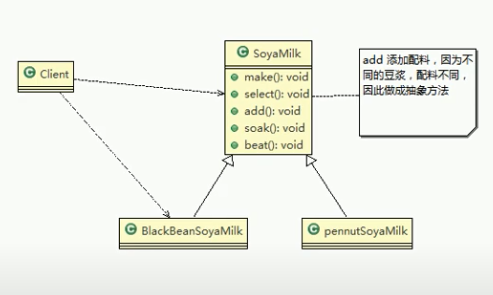 C SoyaMilk
make(): void
select(): void
add(): void
soak(): void
beat(): void
C Client
add 添加配料，因为不
同的豆浆，配料不同，
因此做成抽象方法
C BlackBeanSoyaMilk
C pennutSoyaMilk